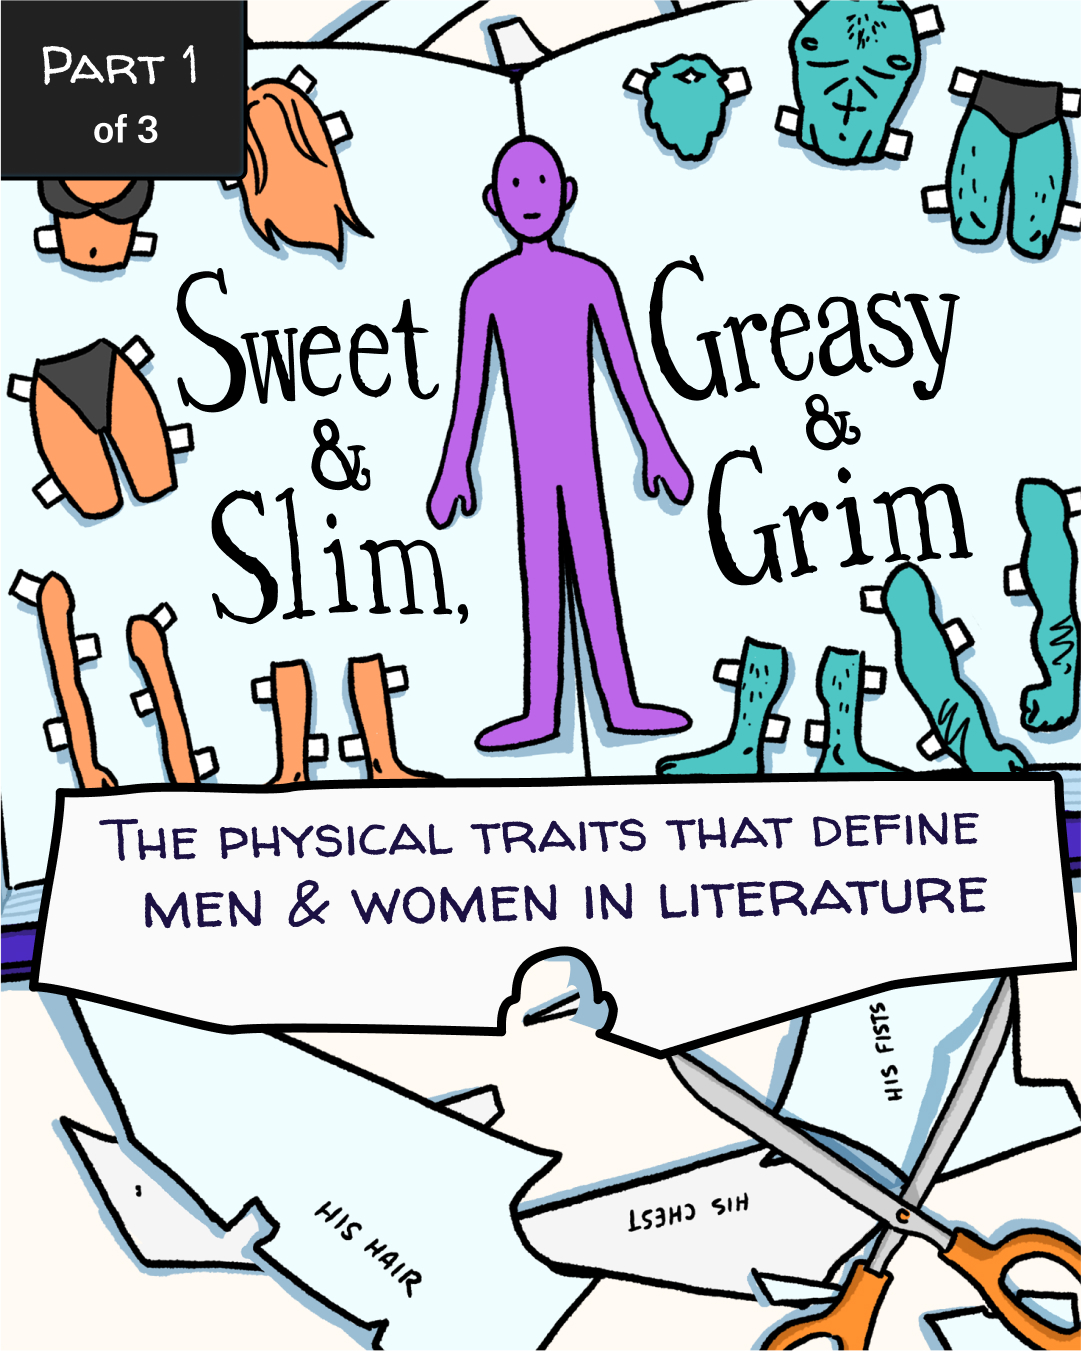 PART 1
of 3
Sweet
&
Slim,
Greasy
&
Grim
THE PHYSICAL TRAITS THAT DEFINE
MEN & WOMEN IN LITERATURE
HIS FISTS
HIS CHEST
HIS HAIR